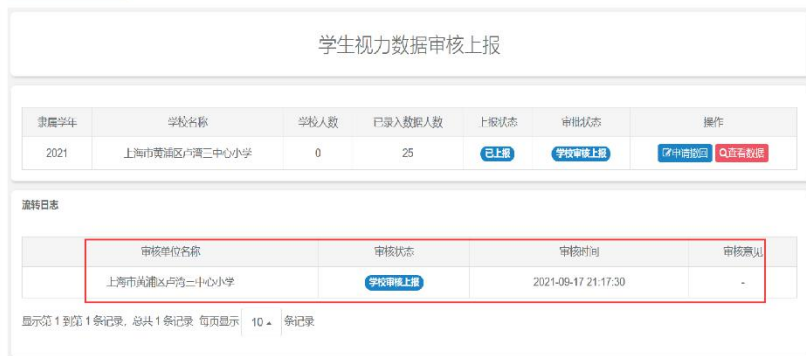 学生视力数据审核上报
隶属学年 学校名称 学校人数 已录入数据人数 上报状态 审批状态 操作
2021 上海市黄浦区卢湾三中心小学 0 25 已上报 学校审核上报 申请撤回 查看数据
流转日志
审核单位名称 审核状态 审核时间 审核意见
上海市黄浦区卢湾三中心小学 学校审核上报 2021-09-17 21:17:30 -
显示第 1 到第 1 条记录，总共 1 条记录 每页显示 10 条记录